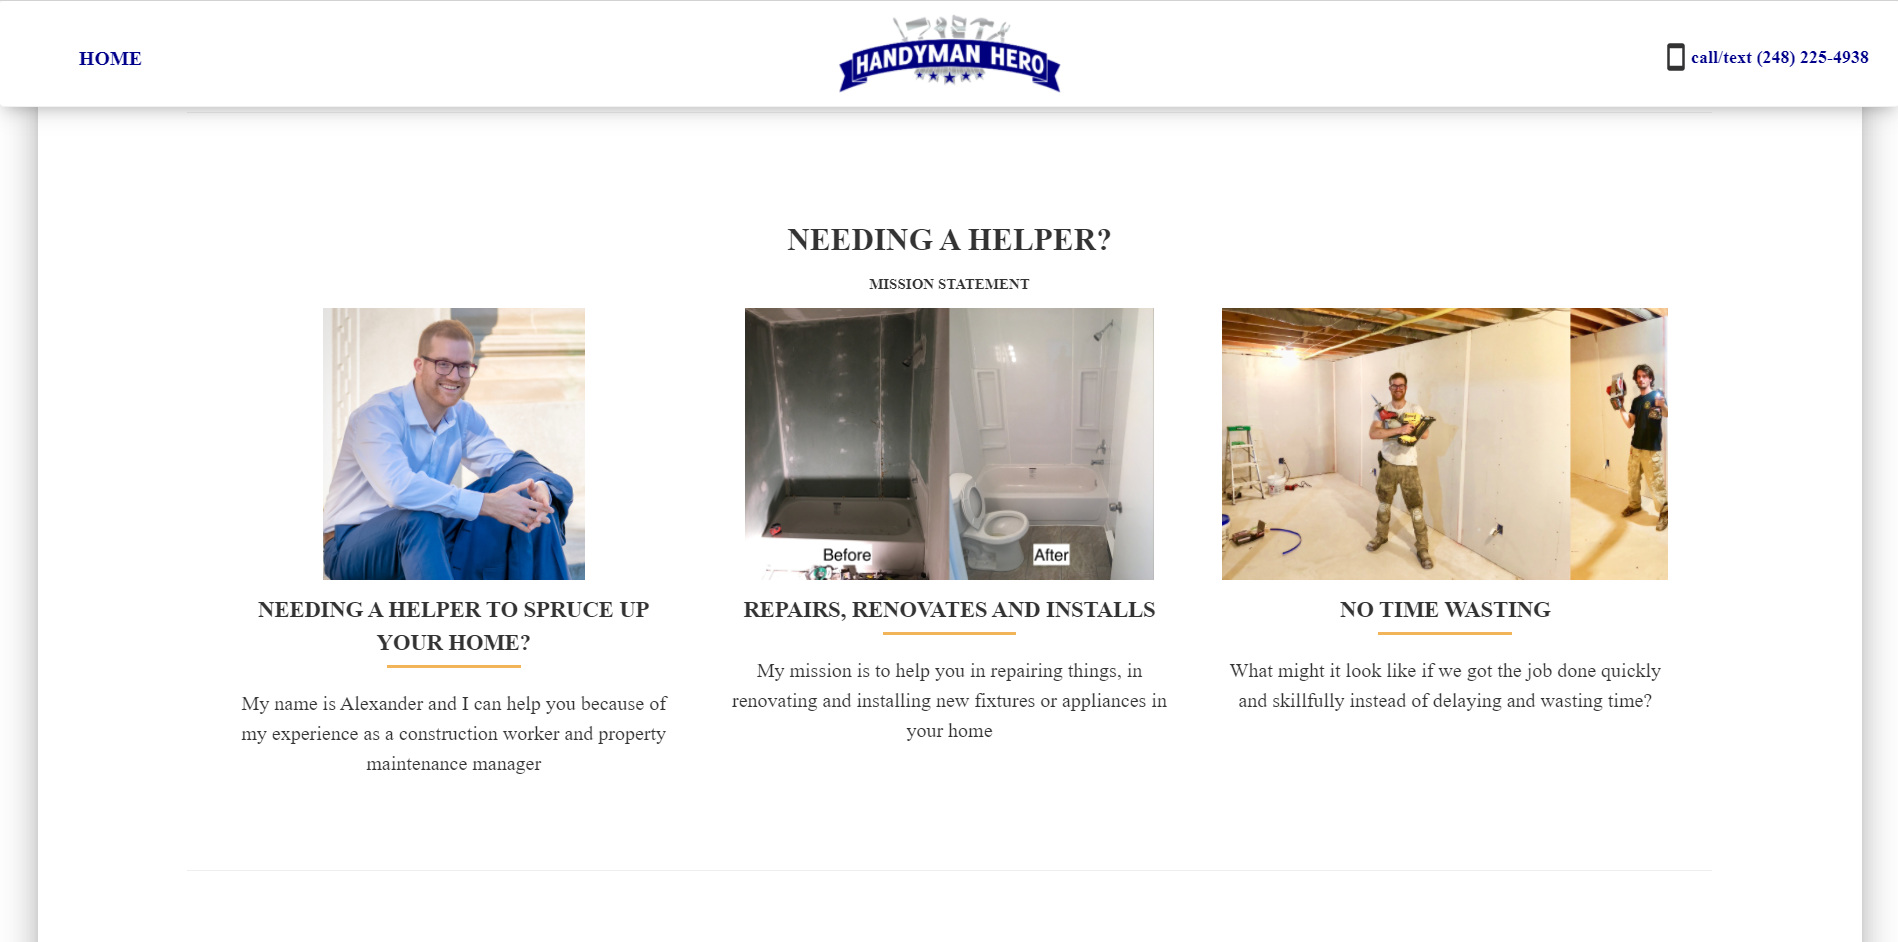 HOME
HANDYMAN HERO
call/text (248) 225-4938
NEEDING A HELPER?
MISSION STATEMENT
Before
After
NEEDING A HELPER TO SPRUCE UP
YOUR HOME?
My name is Alexander and I can help you because of
my experience as a construction worker and property
maintenance manager
REPAIRS, RENOVATES AND INSTALLS
My mission is to help you in repairing things, in
renovating and installing new fixtures or appliances in
your home
NO TIME WASTING
What might it look like if we got the job done quickly
and skillfully instead of delaying and wasting time?